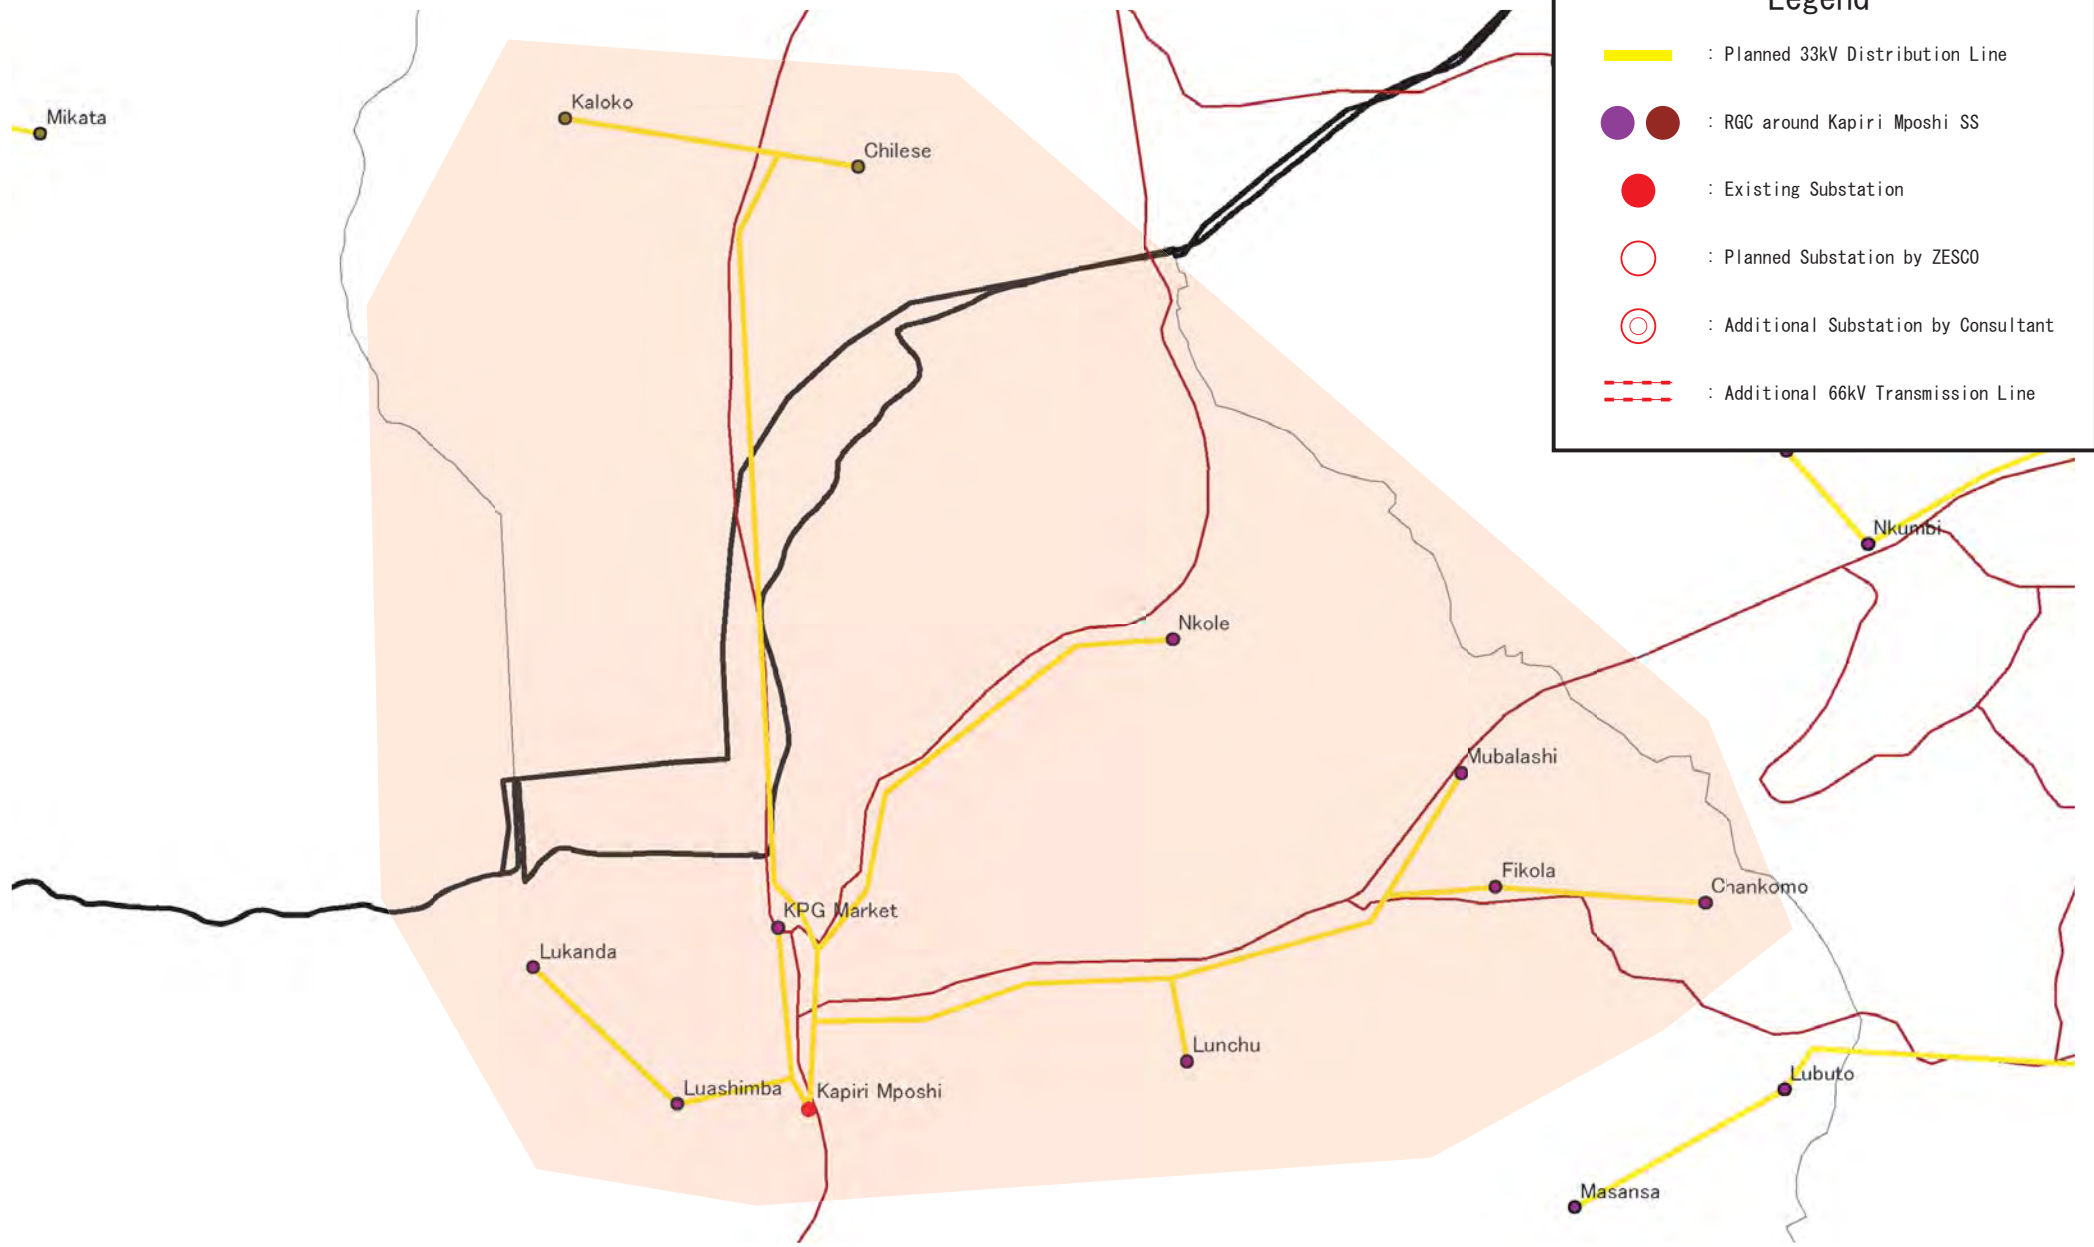 Legend
: Planned 33kV Distribution Line
: RGC around Kapiri Mposhi SS
: Existing Substation
: Planned Substation by ZESCO
: Additional Substation by Consultant
: Additional 66kV Transmission Line
Mikata
Kaloko
Chilese
Nkumbi
Nkole
Mubalashi
Fikola
Chankomo
KPG Market
Lukanda
Lunchu
Luashimba
Kapiri Mposhi
Lubuto
Masansa